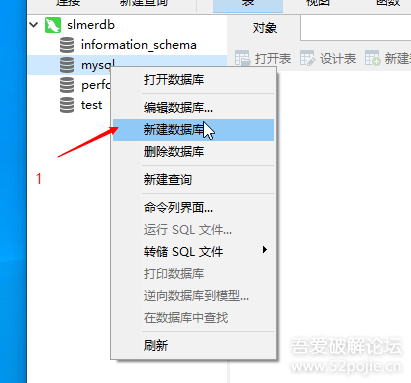 连接 新建查询 表 视图 函数
slmerdb 对象
information_schema
mysql 打开表 设计表 新建
perfo
test
打开数据库
编辑数据库...
新建数据库
删除数据库
1
新建查询
命令列界面...
运行 SQL 文件...
转储 SQL 文件
打印数据库
逆向数据库到模型...
在数据库中查找
刷新
吾爱破解论坛
www.52pojie.cn